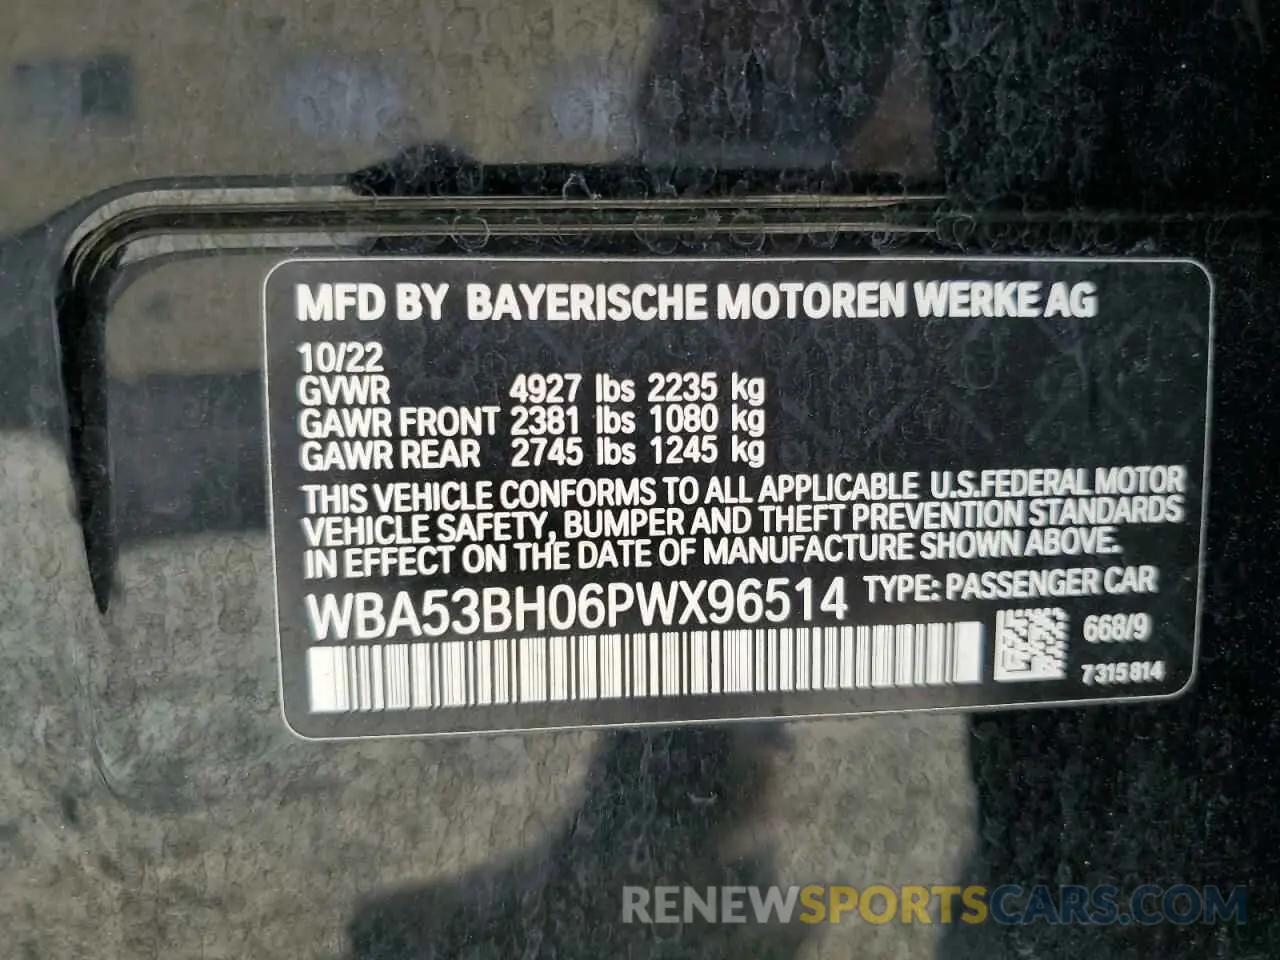 MFD BY BAYERISCHE MOTOREN WERKE AG
10/22
GVWR 4927 lbs 2235 kg
GAWR FRONT 2381 lbs 1080 kg
GAWR REAR 2745 lbs 1245 kg
THIS VEHICLE CONFORMS TO ALL APPLICABLE U.S.FEDERAL MOTOR
VEHICLE SAFETY, BUMPER AND THEFT PREVENTION STANDARDS
IN EFFECT ON THE DATE OF MANUFACTURE SHOWN ABOVE.
WBA53BH06PWX96514 TYPE: PASSENGER CAR
668/9
7315814
RENEWSPORTSCARS.COM